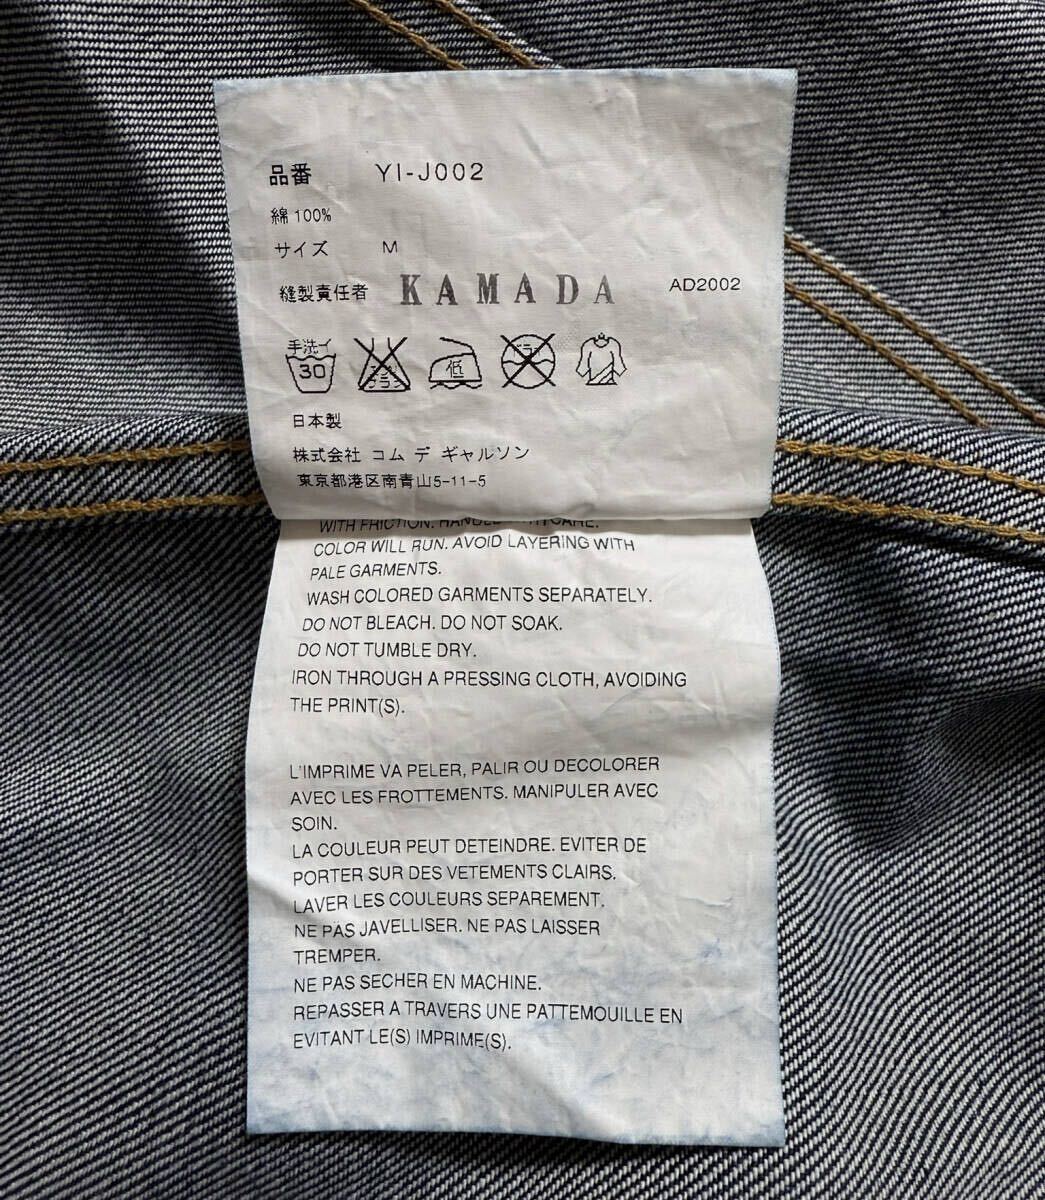 品番 YI-J002
綿 100%
サイズ M
縫製責任者 KAMADA AD2002
手洗イ
30
低
日本製
株式会社 コム デ ギャルソン
東京都港区南青山5-11-5
WITH FRICTION. HANDLE WITH CARE.
COLOR WILL RUN. AVOID LAYERING WITH
PALE GARMENTS.
WASH COLORED GARMENTS SEPARATELY.
DO NOT BLEACH. DO NOT SOAK.
DO NOT TUMBLE DRY.
IRON THROUGH A PRESSING CLOTH, AVOIDING
THE PRINT(S).
L'IMPRIME VA PELER, PALIR OU DECOLORER
AVEC LES FROTTEMENTS. MANIPULER AVEC
SOIN.
LA COULEUR PEUT DETEINDRE. EVITER DE
PORTER SUR DES VETEMENTS CLAIRS.
LAVER LES COULEURS SEPAREMENT.
NE PAS JAVELLISER. NE PAS LAISSER
TREMPER.
NE PAS SECHER EN MACHINE.
REPASSER A TRAVERS UNE PATTEMOUILLE EN
EVITANT LE(S) IMPRIME(S).